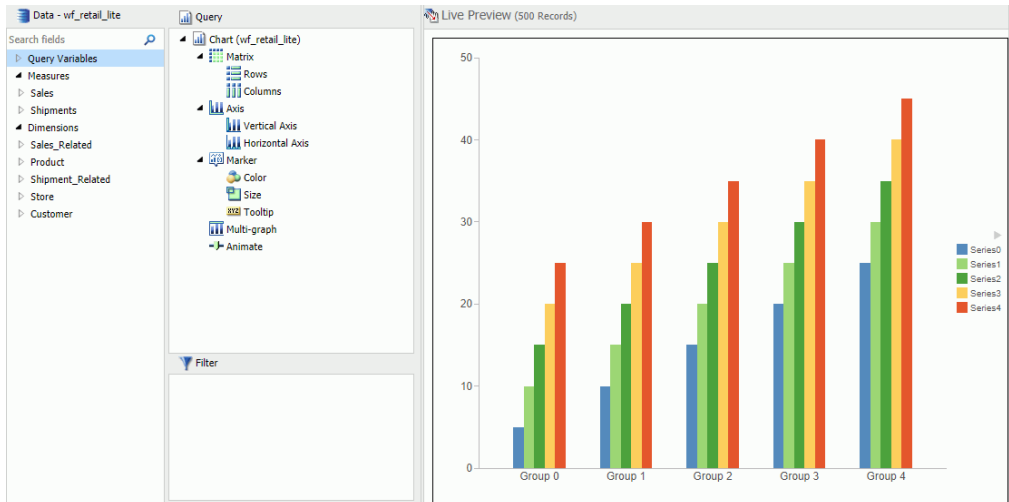 Data - wf_retail_lite
Search fields
Query Variables
Measures
Sales
Shipments
Dimensions
Sales_Related
Product
Shipment_Related
Store
Customer
Query
Chart (wf_retail_lite)
Matrix
Rows
Columns
Axis
Vertical Axis
Horizontal Axis
Marker
Color
Size
XYZ Tooltip
Multi-graph
Animate
Filter
Live Preview (500 Records)
50
40
30
20
10
0
Group 0 Group 1 Group 2 Group 3 Group 4
Series0
Series1
Series2
Series3
Series4